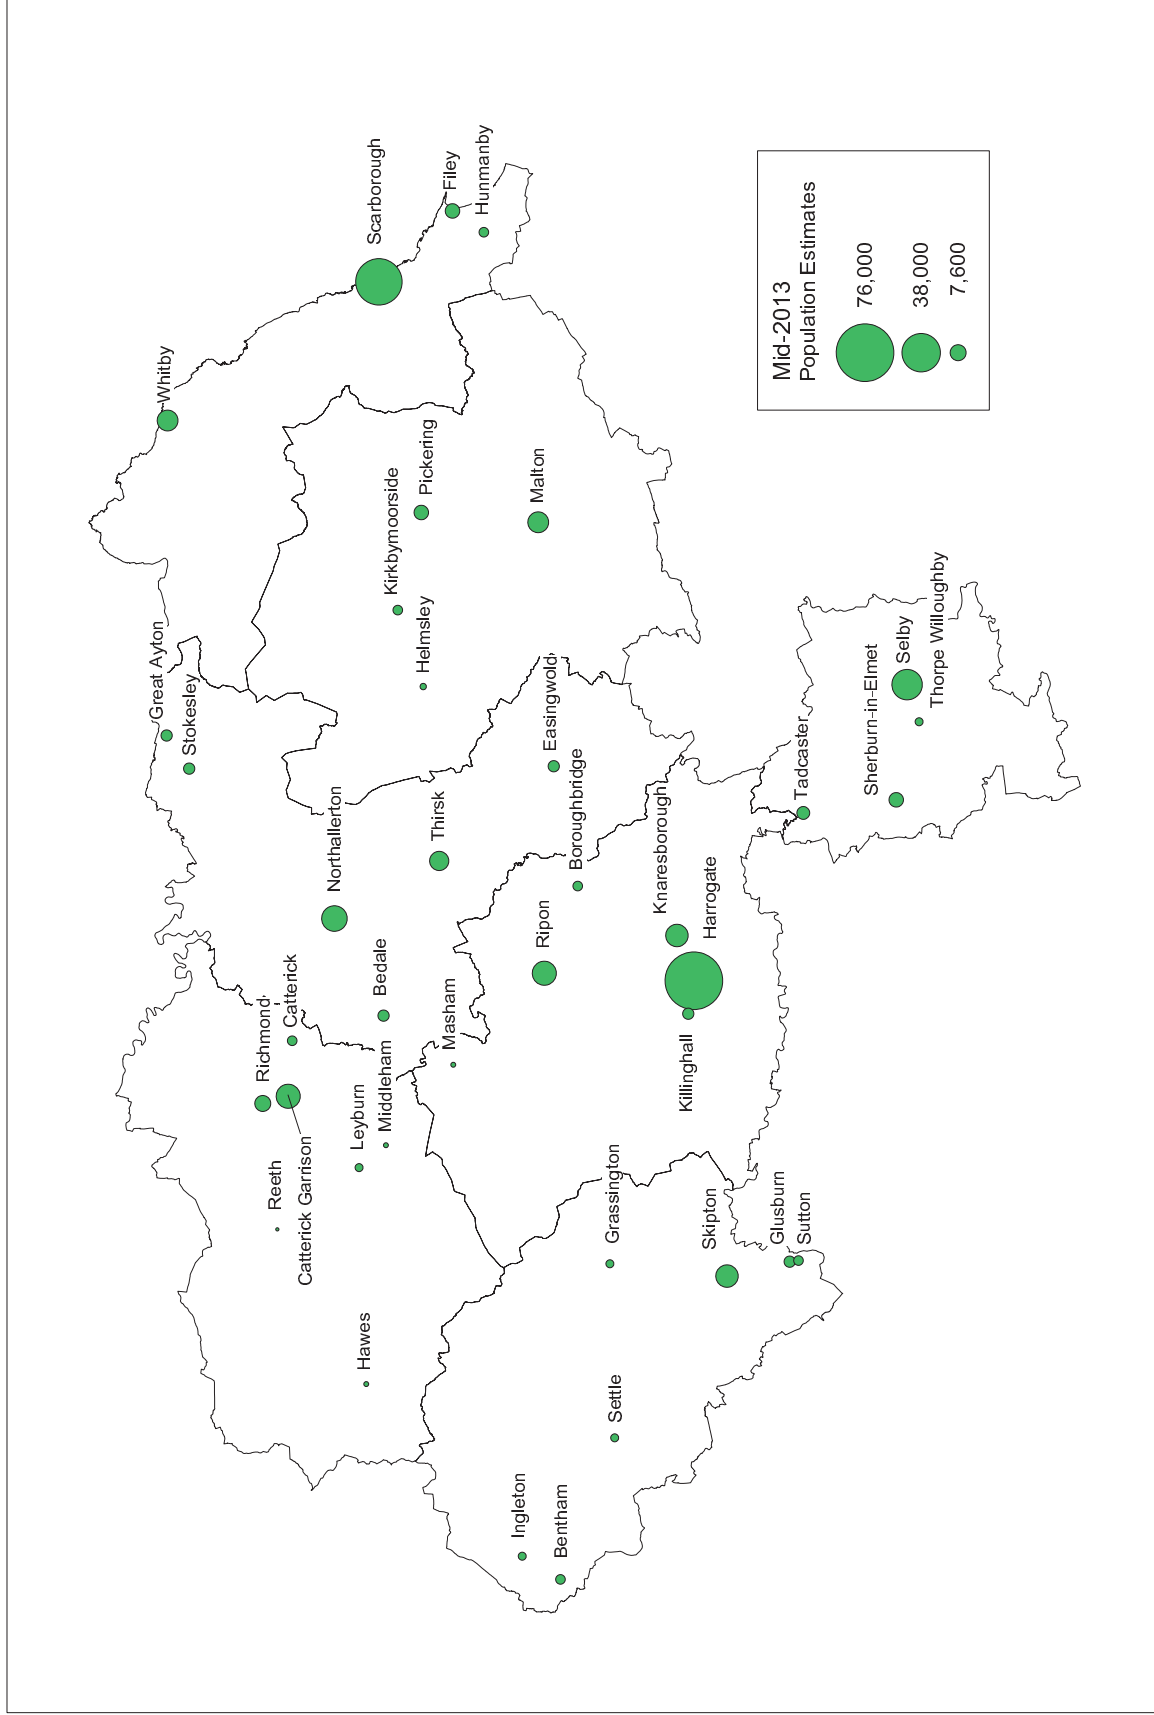 Whitby
Great Ayton
Stokesley
Scarborough
Filey
Hunmanby
Kirkbymoorside
Pickering
Helmsley
Malton
Northallerton
Thirsk
Easingwold
Boroughbridge
Richmond
Catterick
Catterick Garrison
Bedale
Masham
Reeth
Leyburn
Middleham
Hawes
Ripon
Knaresborough
Harrogate
Killinghall
Grassington
Skipton
Glusburn
Sutton
Settle
Ingleton
Bentham
Tadcaster
Sherburn-in-Elmet
Selby
Thorpe Willoughby
Mid-2013
Population Estimates
76,000
38,000
7,600